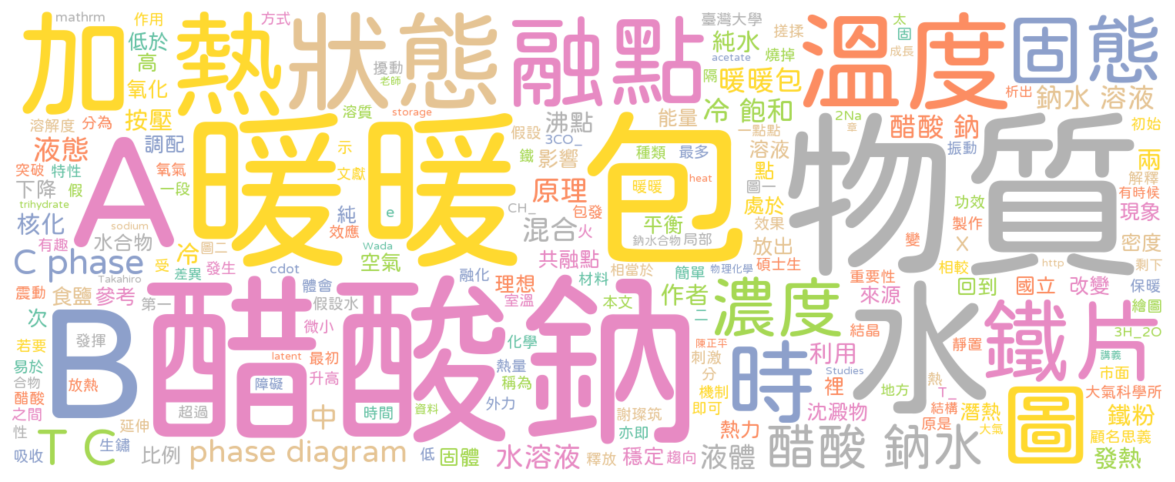 mathrm 作用 方式 加熱 狀態 融點 臺灣大學 搓揉 太 溫度 固態
低於 高 擾動 老師 純水 acetate 燒掉 固 成長
氧化 隔 暖暖包 析出 鈉水 溶液
按壓 溶質 storage 能量 冷 飽和 2Na
溶解度 分為 假設 沸點 一點點 醋酸 鈉 初始
液態 調配 A 暖暖包 3CO_ 影響 種類 最多 溶液 振動 物質 兩
突破 特性 氧氣 示 鐵 點 解釋
下降 假 一段 文獻 原理 暖暖 heat 圖一 有時候
trihydrate 純 e CH_ 包發 處於 功效 現象
核化 sodium 效應 混合 火 平衡 效果 製作
有趣 水合物 冷 圖二 Wada 鈉水合物 局部 放出 變 X 密度
C phase 受 發生 cdot 空氣 融化 共融點 相當於 物理化學 碩士生 相較 http 剩下
Takahiro 差異 材料 簡單 重要性 回到 國立 改變 保暖
震動 食鹽 參考 第一 體會 理想 室溫 本文 作者 濃度 來源 繪圖
次 假設水 醋酸鈉 微小 二 水 結晶 鐵片 3H_2O
若要 B 發揮 化學 陳正平 時 利用 靜置 講義
易於 latent 最初 熱量 稱為 刺激 Studies 市面
合物 放熱 障礙 升高 分 裡 熱 地方 大氣科學所
醋酸 機制 T_
之間 超過 中 時間 資料 外力 謝璨筑 即可 沈澱物 結構 潛熱 圖 鐵粉
性 延伸 亦即 原是 大氣 顧名思義
吸收 T C 生鏽 比例 phase diagram 低 固體 水溶液 釋放 穩定 趨向 熱力 液體 醋酸 鈉水 發熱